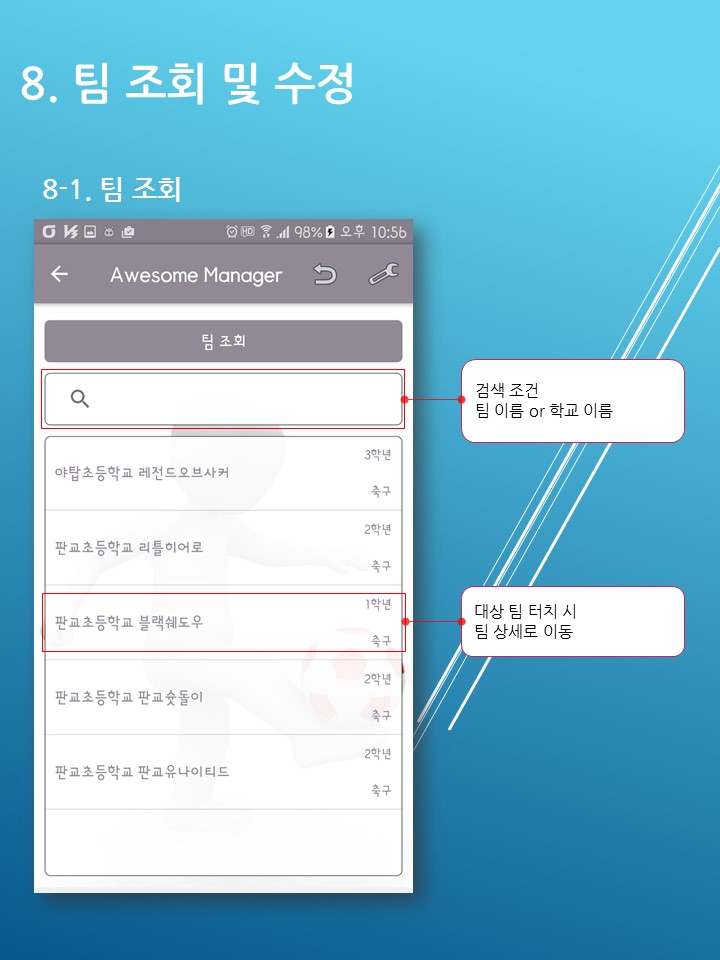 8. 팀 조회 및 수정
8-1. 팀 조회
HD 98% 오후 10:56
Awesome Manager
팀 조회
검색 조건
팀 이름 or 학교 이름
3학년
야탑초등학교 레전드오브사커
축구
2학년
판교초등학교 리틀히어로
축구
1학년
판교초등학교 블랙쉐도우
축구
대상 팀 터치 시
팀 상세로 이동
2학년
판교초등학교 판교슛돌이
축구
2학년
판교초등학교 판교유나이티드
축구